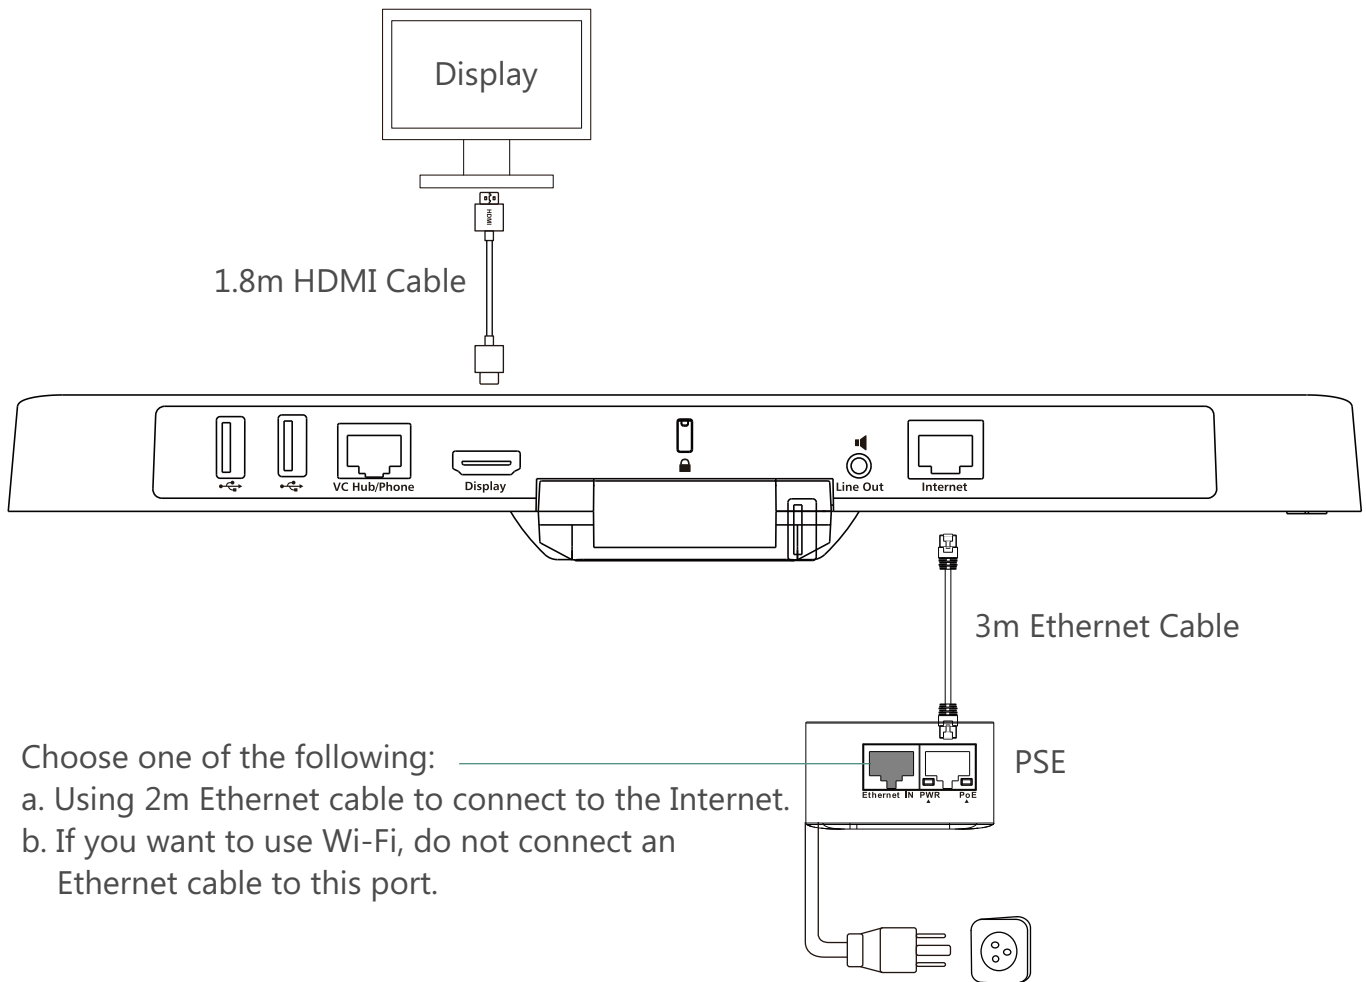 Display
HDMI
1.8m HDMI Cable
VC Hub/Phone
Display
Line Out
Internet
3m Ethernet Cable
PSE
Ethernet IN PWR PoE
Choose one of the following:
a. Using 2m Ethernet cable to connect to the Internet.
b. If you want to use Wi-Fi, do not connect an
Ethernet cable to this port.